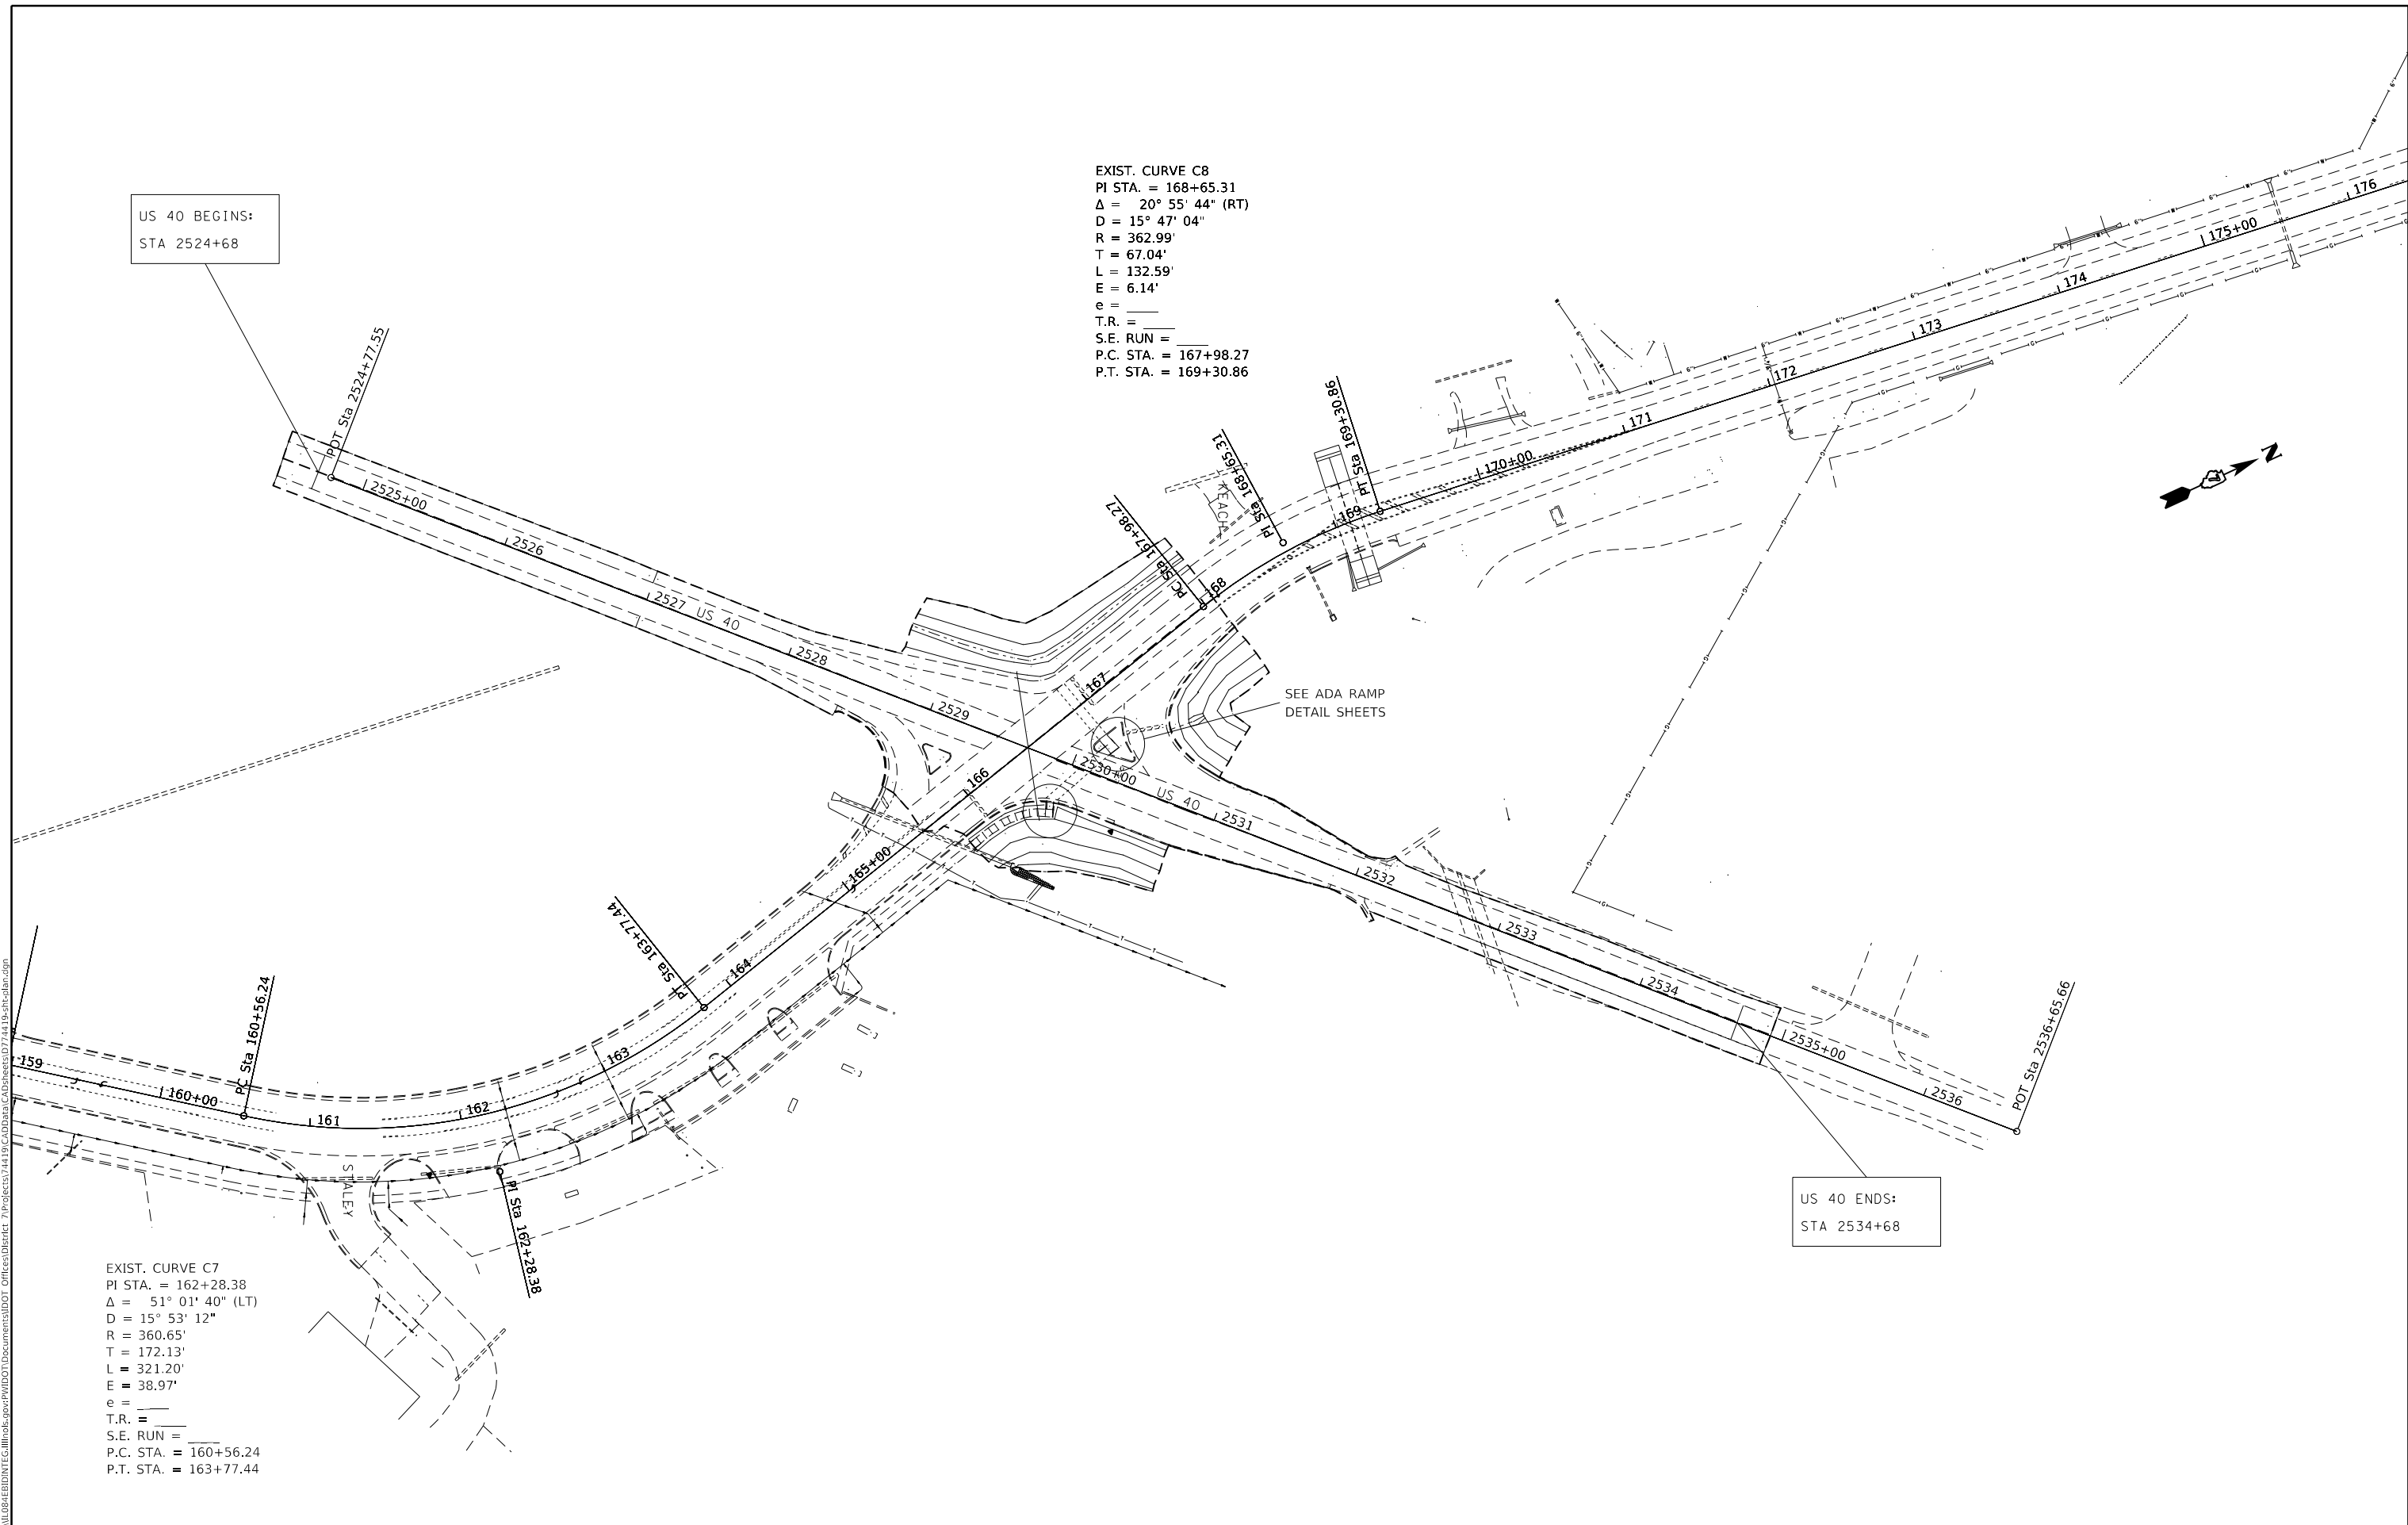 EXIST. CURVE C8
PI STA. = 168+65.31
Δ = 20° 55' 44" (RT)
D = 15° 47' 04"
R = 362.99'
T = 67.04'
L = 132.59'
E = 6.14'
e = ____
T.R. = ____
S.E. RUN = ____
P.C. STA. = 167+98.27
P.T. STA. = 169+30.86
US 40 BEGINS:
STA 2524+68
POT Sta 2524+77.55
2525+00
2526
2527
US 40
2528
2529
2530+00
US 40
2531
2532
2533
2534
2535+00
2536
POT Sta 2536+65.66
176
175+00
174
173
172
171
170+00
PT Sta 169+30.86
169
PI Sta 168+65.31
KEACH
PC Sta 167+98.27
168
167
166
165+00
164
PT Sta 163+77.44
163
162
161
160+00
159
PC Sta 160+56.24
PI Sta 162+28.38
STALEY
N
SEE ADA RAMP
DETAIL SHEETS
US 40 ENDS:
STA 2534+68
EXIST. CURVE C7
PI STA. = 162+28.38
Δ = 51° 01' 40" (LT)
D = 15° 53' 12"
R = 360.65'
T = 172.13'
L = 321.20'
E = 38.97'
e = ____
T.R. = ____
S.E. RUN = ____
P.C. STA. = 160+56.24
P.T. STA. = 163+77.44